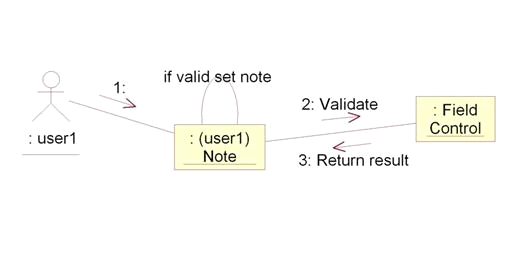 if valid set note
1:
2: Validate
: Field
Control
: user1
: (user1)
Note
3: Return result